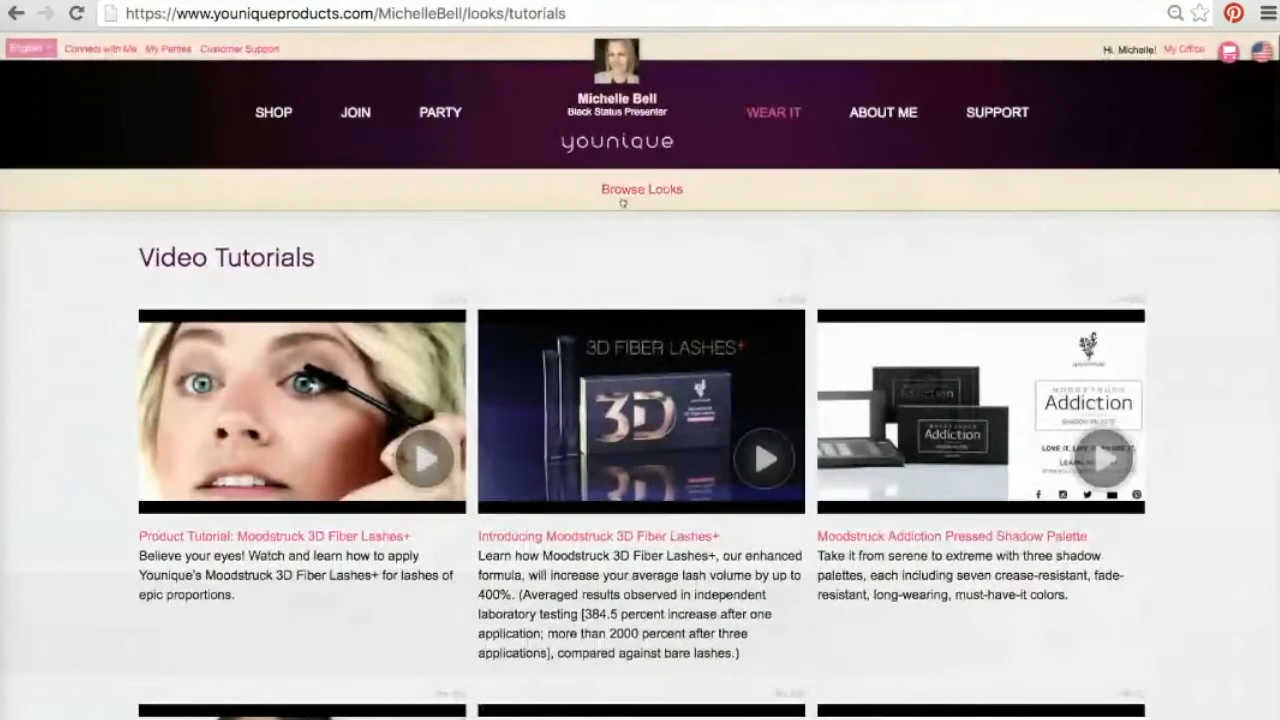 https://www.youniqueproducts.com/MichelleBell/looks/tutorials
English
Connect with Me
My Parties
Customer Support
Hi, Michelle!
My Office
SHOP
JOIN
PARTY
Michelle Bell
Black Status Presenter
younique
WEAR IT
ABOUT ME
SUPPORT
Browse Looks
Video Tutorials
3D FIBER LASHES+
3D
Addiction
MOODSTRUCK
Addiction
SHADOW PALETTE
Product Tutorial: Moodstruck 3D Fiber Lashes+
Believe your eyes! Watch and learn how to apply
Younique's Moodstruck 3D Fiber Lashes+ for lashes of
epic proportions.
Introducing Moodstruck 3D Fiber Lashes+
Learn how Moodstruck 3D Fiber Lashes+, our enhanced
formula, will increase your average lash volume by up to
400%. (Averaged results observed in independent
laboratory testing [384.5 percent increase after one
application; more than 2000 percent after three
applications], compared against bare lashes.)
Moodstruck Addiction Pressed Shadow Palette
Take it from serene to extreme with three shadow
palettes, each including seven crease-resistant, fade-
resistant, long-wearing, must-have-it colors.